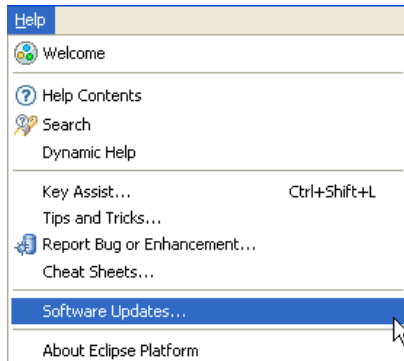 Help
Welcome
Help Contents
Search
Dynamic Help
Key Assist... Ctrl+Shift+L
Tips and Tricks...
Report Bug or Enhancement...
Cheat Sheets...
Software Updates...
About Eclipse Platform